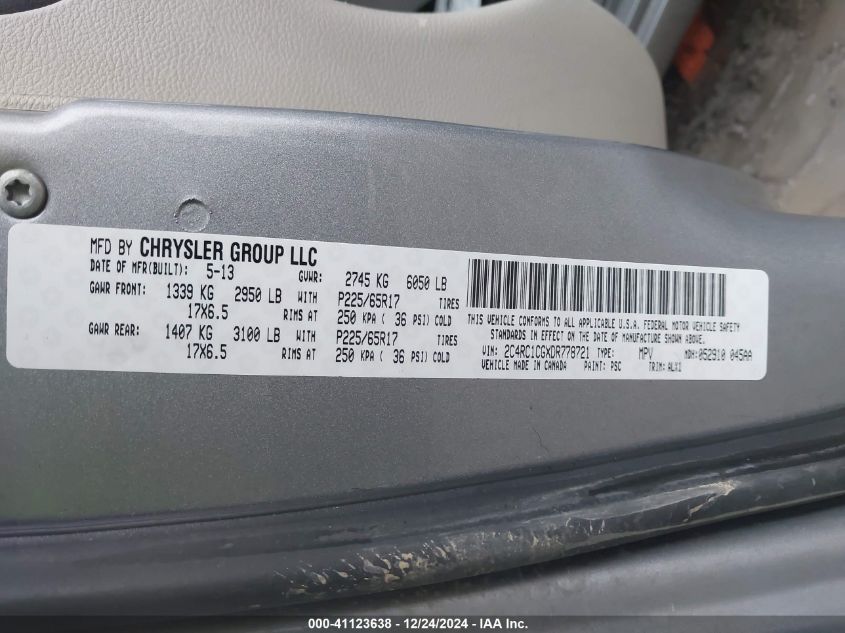 MFD BY CHRYSLER GROUP LLC
DATE OF MFR(BUILT): 5-13 GVWR: 2745 KG 6050 LB
GAWR FRONT: 1339 KG 2950 LB WITH P225/65R17 TIRES
17X6.5 RIMS AT 250 KPA ( 36 PSI) COLD
GAWR REAR: 1407 KG 3100 LB WITH P225/65R17 TIRES
17X6.5 RIMS AT 250 KPA ( 36 PSI) COLD
THIS VEHICLE CONFORMS TO ALL APPLICABLE U.S.A. FEDERAL MOTOR VEHICLE SAFETY
STANDARDS IN EFFECT ON THE DATE OF MANUFACTURE SHOWN ABOVE.
VIN: 2C4RC1CGXDR778721 TYPE: MPV MDH: 052910 045AA
VEHICLE MADE IN CANADA PAINT: PSC TRIM: ALX1
000-41123638 - 12/24/2024 - IAA Inc.